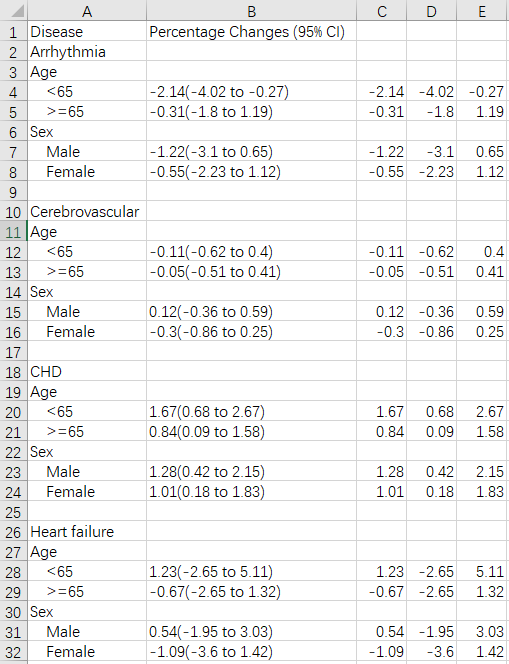 A B C D E
1 Disease Percentage Changes (95% CI)
2 Arrhythmia
3 Age
4 <65 -2.14(-4.02 to -0.27) -2.14 -4.02 -0.27
5 >=65 -0.31(-1.8 to 1.19) -0.31 -1.8 1.19
6 Sex
7 Male -1.22(-3.1 to 0.65) -1.22 -3.1 0.65
8 Female -0.55(-2.23 to 1.12) -0.55 -2.23 1.12
9
10 Cerebrovascular
11 Age
12 <65 -0.11(-0.62 to 0.4) -0.11 -0.62 0.4
13 >=65 -0.05(-0.51 to 0.41) -0.05 -0.51 0.41
14 Sex
15 Male 0.12(-0.36 to 0.59) 0.12 -0.36 0.59
16 Female -0.3(-0.86 to 0.25) -0.3 -0.86 0.25
17
18 CHD
19 Age
20 <65 1.67(0.68 to 2.67) 1.67 0.68 2.67
21 >=65 0.84(0.09 to 1.58) 0.84 0.09 1.58
22 Sex
23 Male 1.28(0.42 to 2.15) 1.28 0.42 2.15
24 Female 1.01(0.18 to 1.83) 1.01 0.18 1.83
25
26 Heart failure
27 Age
28 <65 1.23(-2.65 to 5.11) 1.23 -2.65 5.11
29 >=65 -0.67(-2.65 to 1.32) -0.67 -2.65 1.32
30 Sex
31 Male 0.54(-1.95 to 3.03) 0.54 -1.95 3.03
32 Female -1.09(-3.6 to 1.42) -1.09 -3.6 1.42